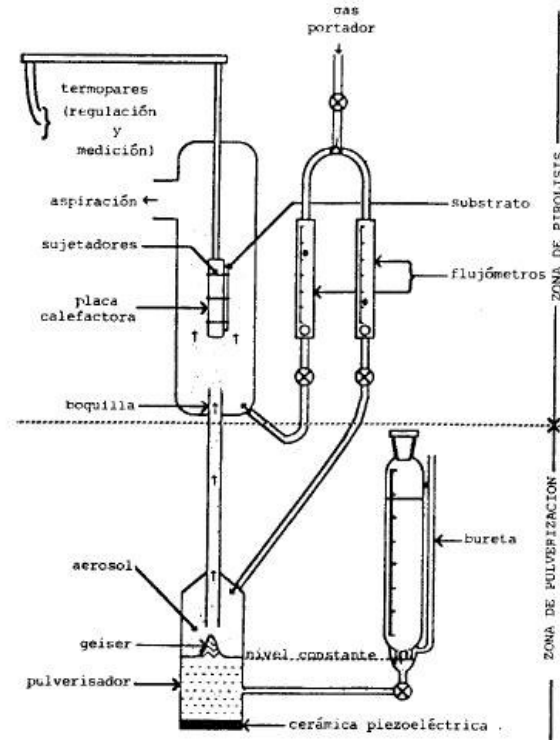 gas
portador
termopares
(regulación
y
medición)
aspiración
substrato
sujetadores
flujómetros
placa
calefactora
boquilla
ZONA DE PIROLISIS
aerosol
bureta
geiser
nivel constante
pulverisador
cerámica piezoeléctrica
ZONA DE PULVERIZACION